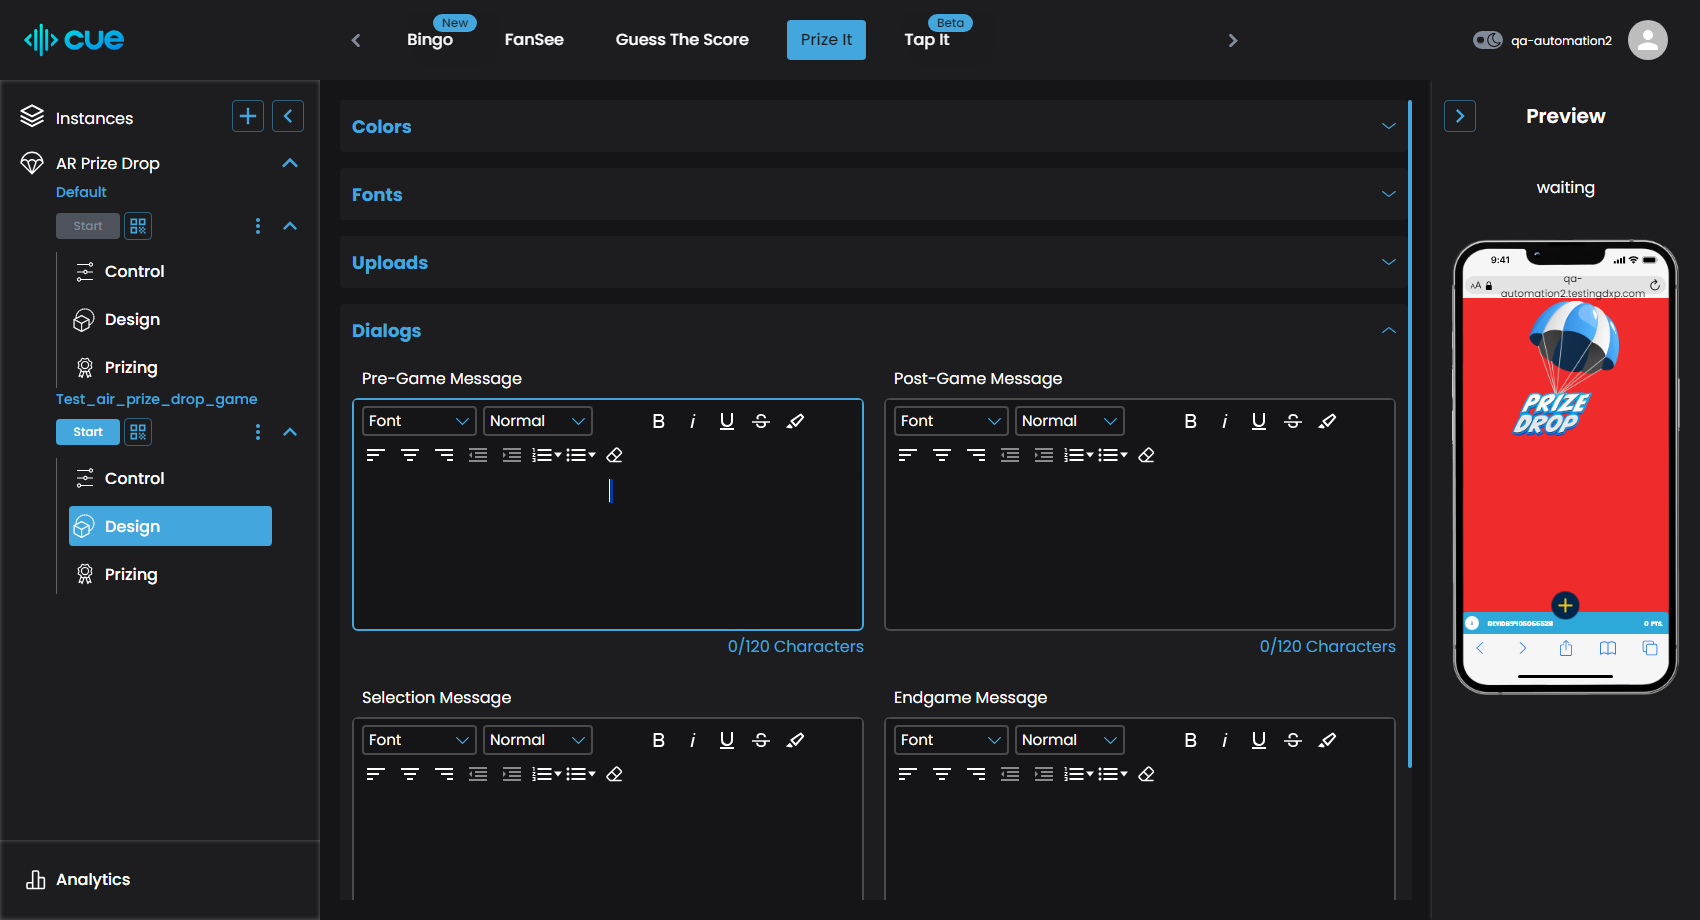 cue
New
Bingo
FanSee
Guess The Score
Prize It
Beta
Tap It
qa-automation2
Instances
AR Prize Drop
Default
Start
Control
Design
Prizing
Test_air_prize_drop_game
Start
Control
Design
Prizing
Analytics
Colors
Fonts
Uploads
Dialogs
Pre-Game Message
Font
Normal
B i U S
0/120 Characters
Post-Game Message
Font
Normal
B i U S
0/120 Characters
Selection Message
Font
Normal
B i U S
Endgame Message
Font
Normal
B i U S
Preview
waiting
9:41
AA
qa-
automation2.testingdxp.com
PRIZE
DROP
0 PTS.